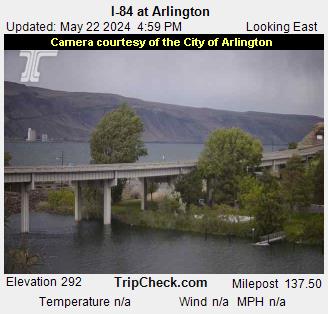 I-84 at Arlington
Updated: May 22 2024 4:59 PM Looking East
Camera courtesy of the City of Arlington
Elevation 292 TripCheck.com Milepost 137.50
Temperature n/a Wind n/a MPH n/a